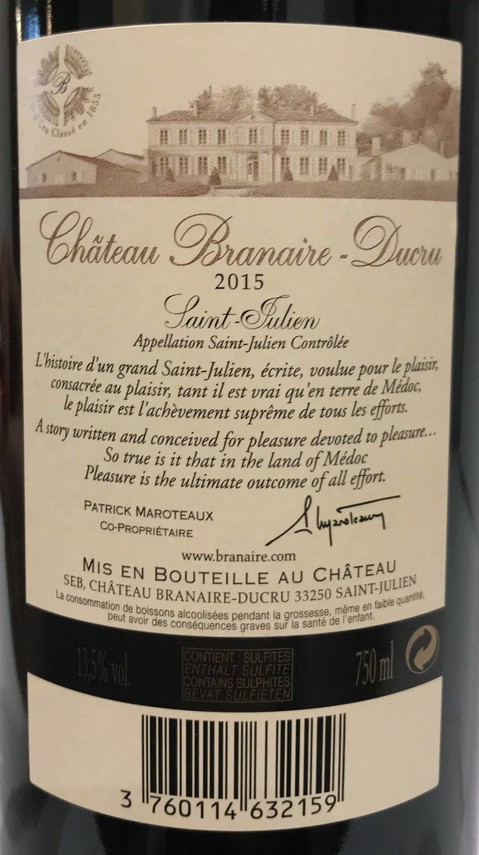 B
Grand Cru Classé en 1855
Château Branaire-Ducru
2015
Saint-Julien
Appellation Saint-Julien Contrôlée
L'histoire d'un grand Saint-Julien, écrite, voulue pour le plaisir,
consacrée au plaisir, tant il est vrai qu'en terre de Médoc,
le plaisir est l'achèvement suprême de tous les efforts.
A story written and conceived for pleasure devoted to pleasure...
So true is it that in the land of Médoc
Pleasure is the ultimate outcome of all effort.
PATRICK MAROTEAUX
CO-PROPRIÉTAIRE
www.branaire.com
MIS EN BOUTEILLE AU CHÂTEAU
SEB, CHÂTEAU BRANAIRE-DUCRU 33250 SAINT-JULIEN
La consommation de boissons alcoolisées pendant la grossesse, même en faible quantité,
peut avoir des conséquences graves sur la santé de l'enfant.
13,5% vol.
CONTIENT : SULFITES
ENTHALT SULFITE
CONTAINS SULPHITES
BEVAT SULFIETEN
750 ml
3 760114 632159